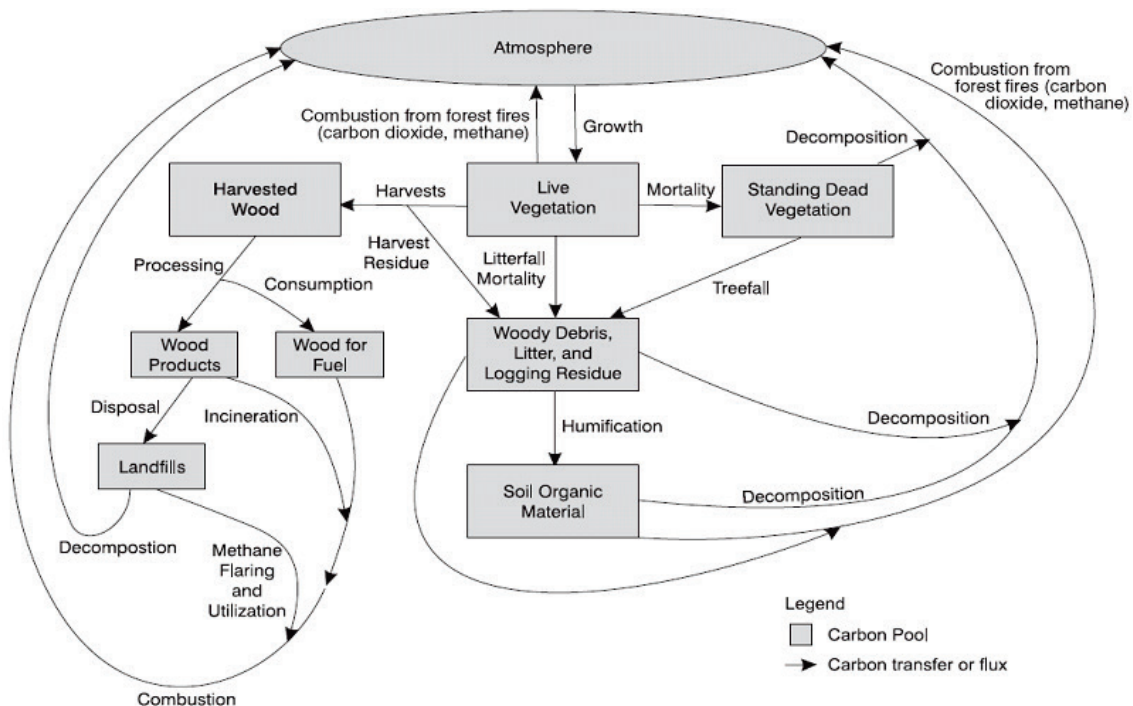 Atmosphere
Combustion from
forest fires (carbon
dioxide, methane)
Combustion from forest fires
(carbon dioxide, methane)
Growth
Decomposition
Harvested
Wood
Harvests
Live
Vegetation
Mortality
Standing Dead
Vegetation
Harvest
Residue
Litterfall
Mortality
Treefall
Processing
Consumption
Wood
Products
Wood for
Fuel
Woody Debris,
Litter, and
Logging Residue
Disposal
Incineration
Decomposition
Humification
Landfills
Soil Organic
Material
Decomposition
Decompostion
Methane
Flaring
and
Utilization
Legend
Carbon Pool
Carbon transfer or flux
Combustion